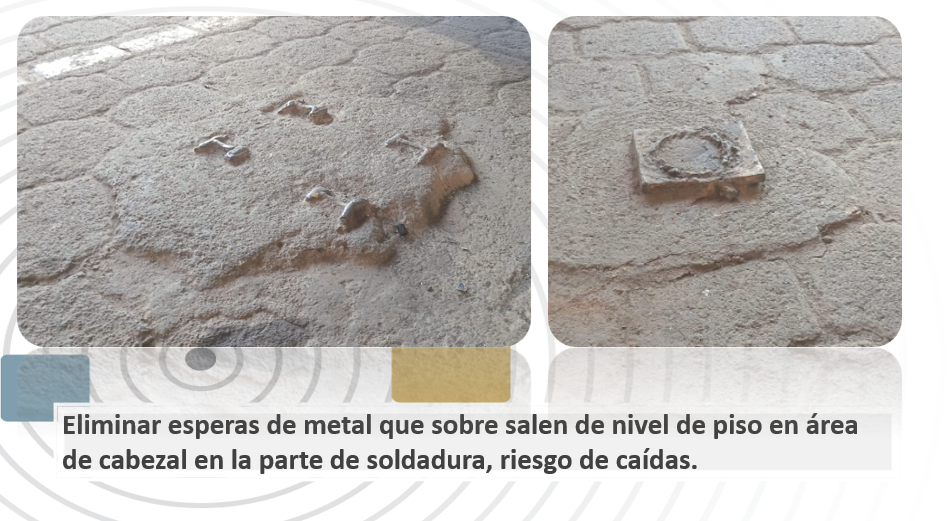 Eliminar esperas de metal que sobre salen de nivel de piso en área
de cabezal en la parte de soldadura, riesgo de caídas.